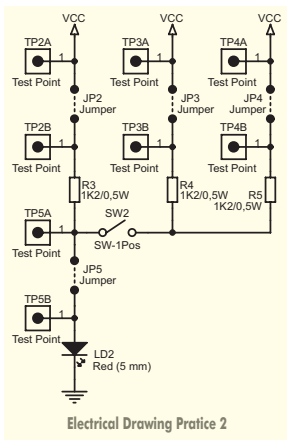 VCC VCC VCC
TP2A TP3A TP4A
1 1 1
Test Point Test Point Test Point
JP2 JP3 JP4
Jumper Jumper Jumper
TP2B TP3B TP4B
1 1 1
Test Point Test Point Test Point
R3 R4 R5
1K2/0,5W 1K2/0,5W 1K2/0,5W
TP5A SW2
1
Test Point SW-1Pos
JP5
Jumper
TP5B
1
Test Point
LD2
Red (5 mm)
Electrical Drawing Pratice 2